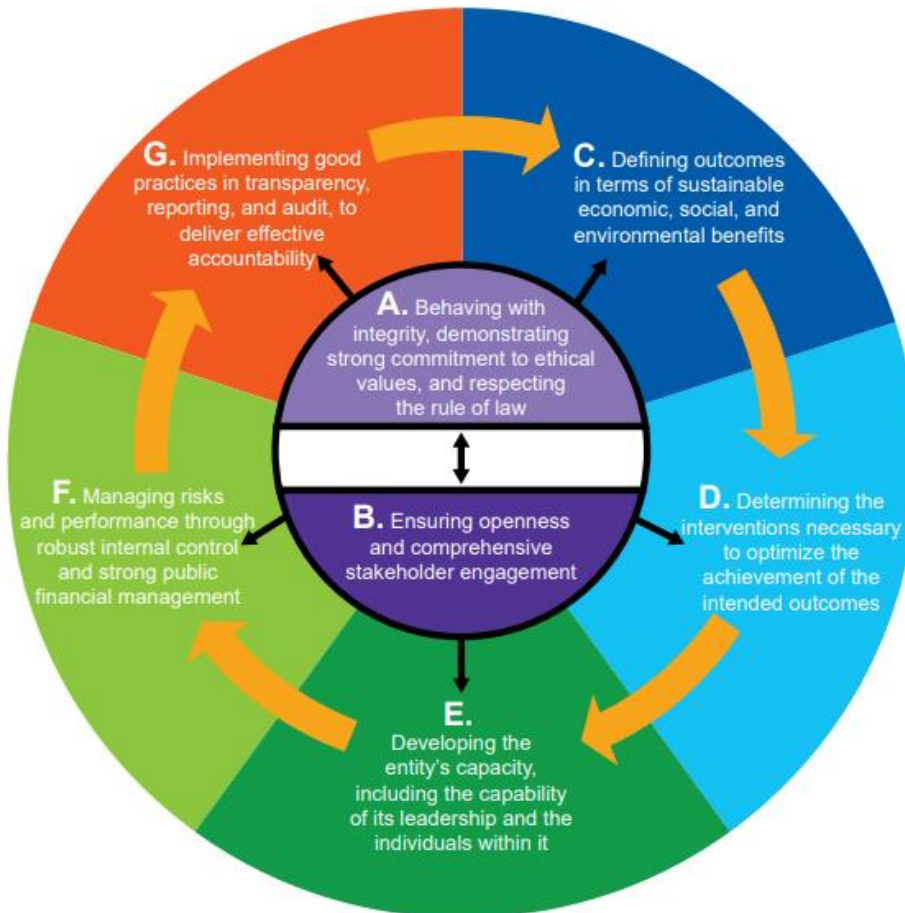 A. Behaving with
integrity, demonstrating
strong commitment to ethical
values, and respecting
the rule of law
B. Ensuring openness
and comprehensive
stakeholder engagement
C. Defining outcomes
in terms of sustainable
economic, social, and
environmental benefits
D. Determining the
interventions necessary
to optimize the
achievement of the
intended outcomes
E.
Developing the
entity's capacity,
including the capability
of its leadership and the
individuals within it
F. Managing risks
and performance through
robust internal control
and strong public
financial management
G. Implementing good
practices in transparency,
reporting, and audit, to
deliver effective
accountability